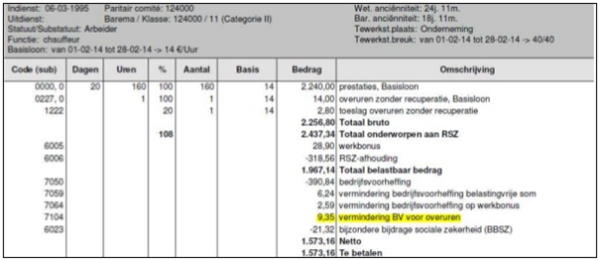 Indienst: 06-03-1995 Paritair comité: 124000 Wet. anciënniteit: 24j. 11m.
Uitdienst: Barema / Klasse: 124000 / 11 (Categorie II) Bar. anciënniteit: 18j. 11m.
Statuut/Substatuut: Arbeider Tewerkst.plaats: Onderneming
Functie: chauffeur Tewerkst.breuk: van 01-02-14 tot 28-02-14 -> 40/40
Basisloon: van 01-02-14 tot 28-02-14 -> 14 €/Uur
Code (sub) Dagen Uren % Aantal Basis Bedrag Omschrijving
0000, 0 20 160 100 160 14 2.240,00 prestaties, Basisloon
0227, 0 1 100 1 14 14,00 overuren zonder recuperatie, Basisloon
1222 20 1 14 2,80 toeslag overuren zonder recuperatie
2.256,80 Totaal bruto
108 2.437,34 Totaal onderworpen aan RSZ
6005 28,90 werkbonus
6006 -318,56 RSZ-afhouding
1.967,14 Totaal belastbaar bedrag
7050 -390,84 bedrijfsvoorheffing
7059 6,24 vermindering bedrijfsvoorheffing belastingvrije som
7064 2,59 vermindering bedrijfsvoorheffing op werkbonus
7104 9,35 vermindering BV voor overuren
6023 -21,32 bijzondere bijdrage sociale zekerheid (BBSZ)
1.573,16 Netto
1.573,16 Te betalen